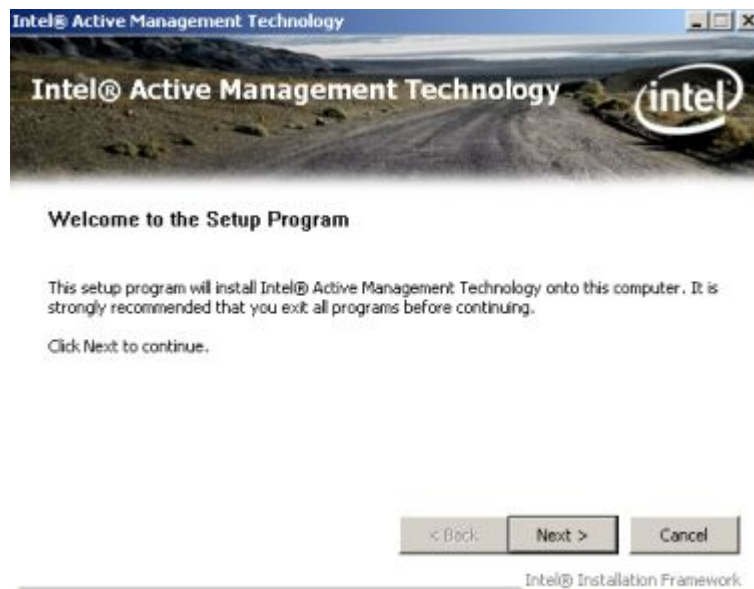 Intel® Active Management Technology
Intel® Active Management Technology
intel
Welcome to the Setup Program
This setup program will install Intel® Active Management Technology onto this computer. It is
strongly recommended that you exit all programs before continuing.
Click Next to continue.
< Back Next > Cancel
Intel® Installation Framework